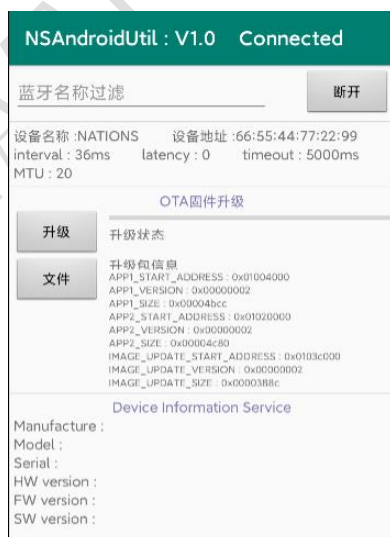 NSAndroidUtil : V1.0 Connected
蓝牙名称过滤
断开
设备名称 :NATIONS 设备地址 :66:55:44:77:22:99
interval : 36ms latency : 0 timeout : 5000ms
MTU : 20
OTA固件升级
升级
升级状态
文件
升级包信息
APP1_START_ADDRESS : 0x01004000
APP1_VERSION : 0x00000002
APP1_SIZE : 0x00004bcc
APP2_START_ADDRESS : 0x01020000
APP2_VERSION : 0x00000002
APP2_SIZE : 0x00004c80
IMAGE_UPDATE_START_ADDRESS : 0x0103c000
IMAGE_UPDATE_VERSION : 0x00000002
IMAGE_UPDATE_SIZE : 0x00003B8c
Device Information Service
Manufacture :
Model :
Serial :
HW version :
FW version :
SW version :